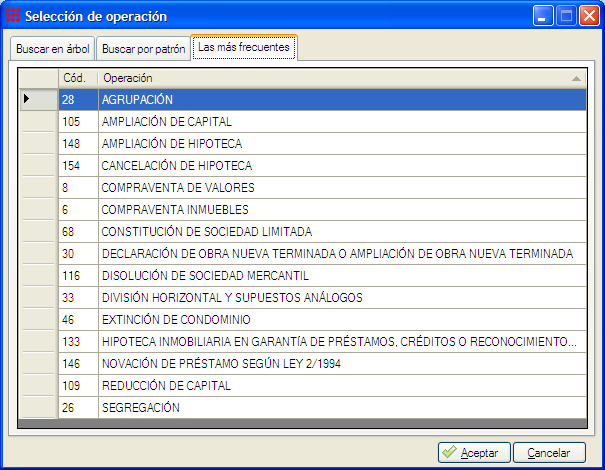 Selección de operación
Buscar en árbol Buscar por patrón Las más frecuentes
Cód. Operación
28 AGRUPACIÓN
105 AMPLIACIÓN DE CAPITAL
148 AMPLIACIÓN DE HIPOTECA
154 CANCELACIÓN DE HIPOTECA
8 COMPRAVENTA DE VALORES
6 COMPRAVENTA INMUEBLES
68 CONSTITUCIÓN DE SOCIEDAD LIMITADA
30 DECLARACIÓN DE OBRA NUEVA TERMINADA O AMPLIACIÓN DE OBRA NUEVA TERMINADA
116 DISOLUCIÓN DE SOCIEDAD MERCANTIL
33 DIVISIÓN HORIZONTAL Y SUPUESTOS ANÁLOGOS
46 EXTINCIÓN DE CONDOMINIO
133 HIPOTECA INMOBILIARIA EN GARANTÍA DE PRÉSTAMOS, CRÉDITOS O RECONOCIMIENTO...
146 NOVACIÓN DE PRÉSTAMO SEGÚN LEY 2/1994
109 REDUCCIÓN DE CAPITAL
26 SEGREGACIÓN
Aceptar Cancelar